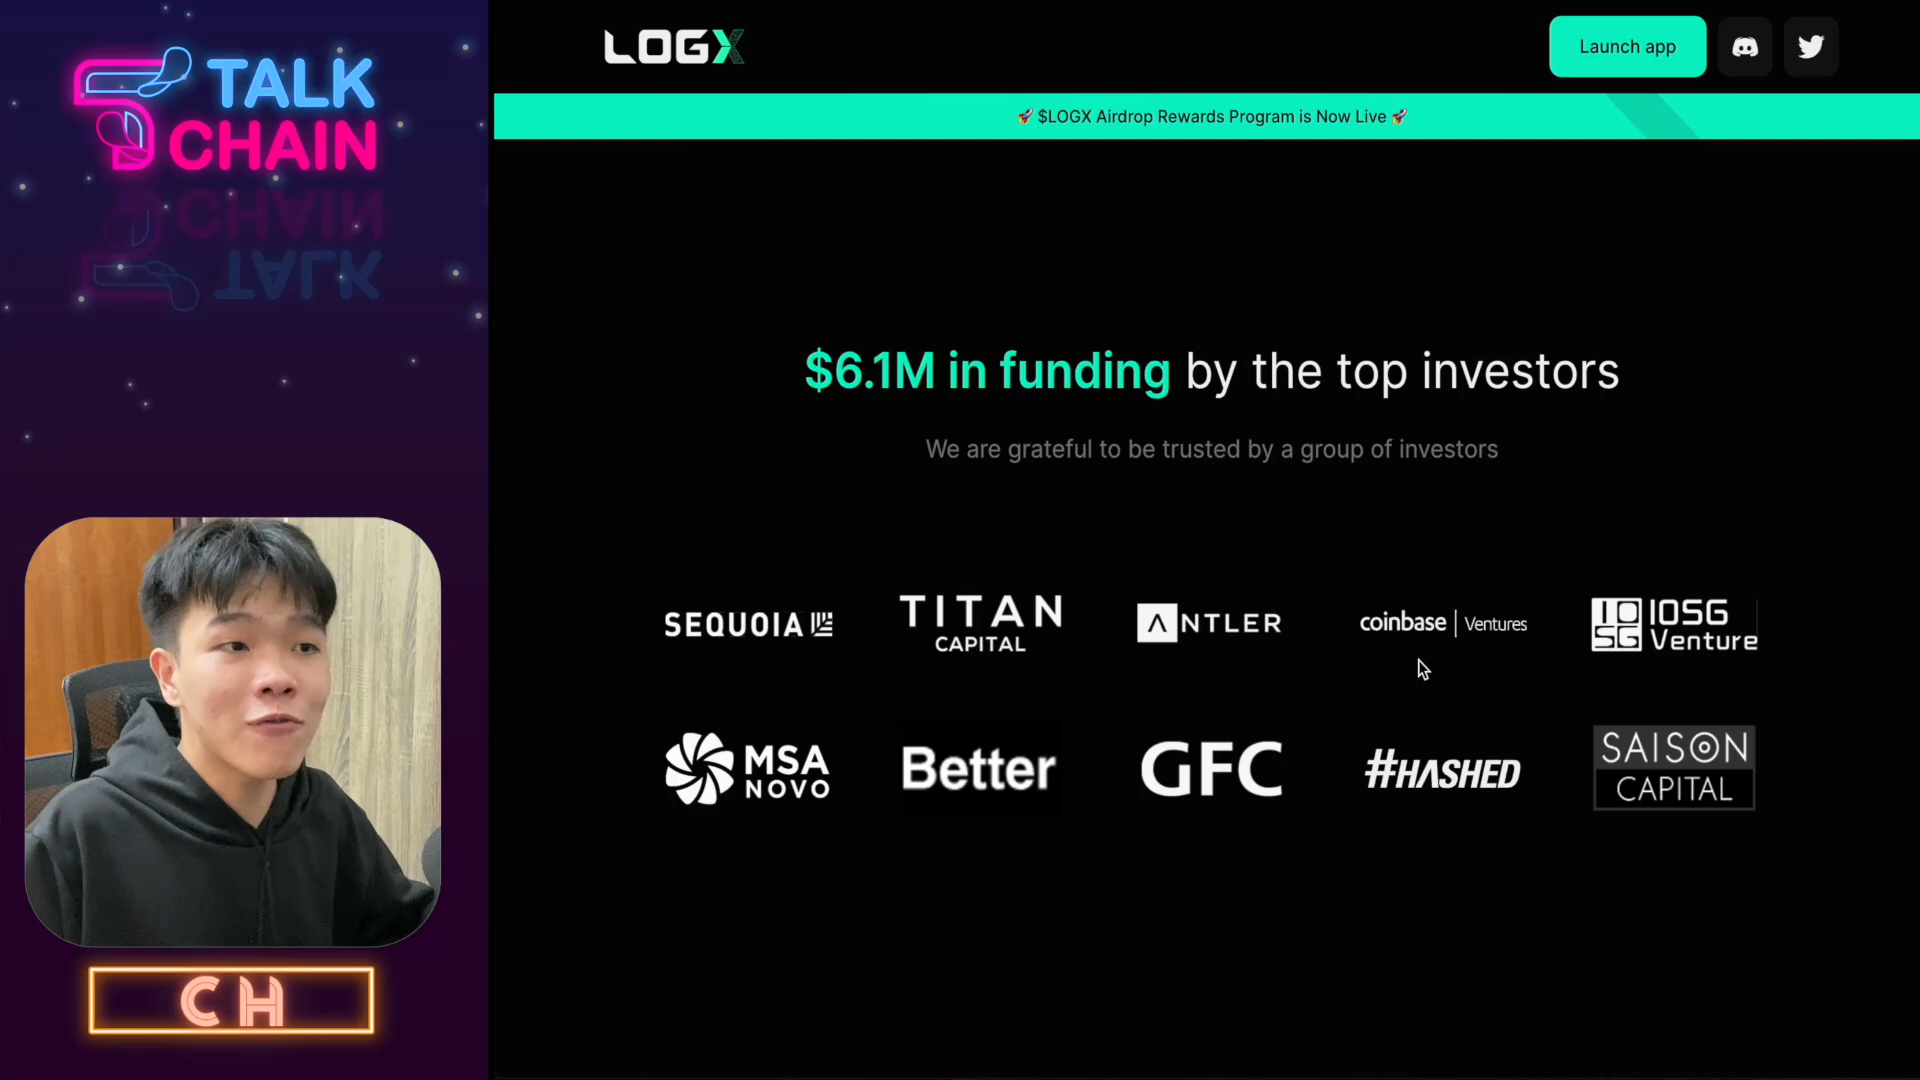 TALK
CHAIN
LOGX
Launch app
🚀 $LOGX Airdrop Rewards Program is Now Live 🚀
$6.1M in funding by the top investors
We are grateful to be trusted by a group of investors
SEQUOIA
TITAN
CAPITAL
ANTLER
coinbase | Ventures
IOSG
IOSG
Venture
MSA
NOVO
Better
GFC
#HASHED
SAISON
CAPITAL
CH